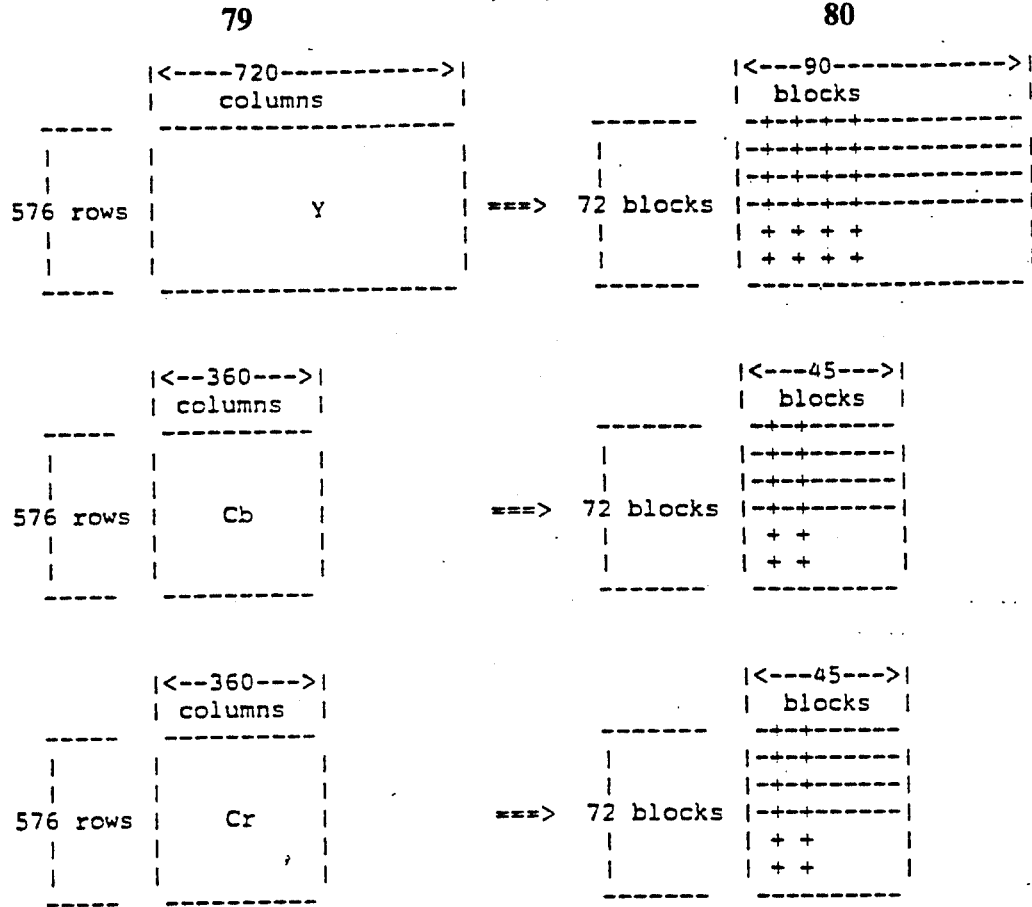 79 80
|<----720----------->| |<---90------------>|
columns blocks
576 rows Y ===> 72 blocks
|<--360--->| |<---45--->|
columns blocks
576 rows Cb ===> 72 blocks
|<--360--->| |<---45--->|
columns blocks
576 rows Cr ===> 72 blocks